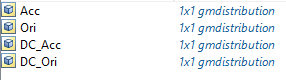 Acc 1x1 gmdistribution
Ori 1x1 gmdistribution
DC_Acc 1x1 gmdistribution
DC_Ori 1x1 gmdistribution